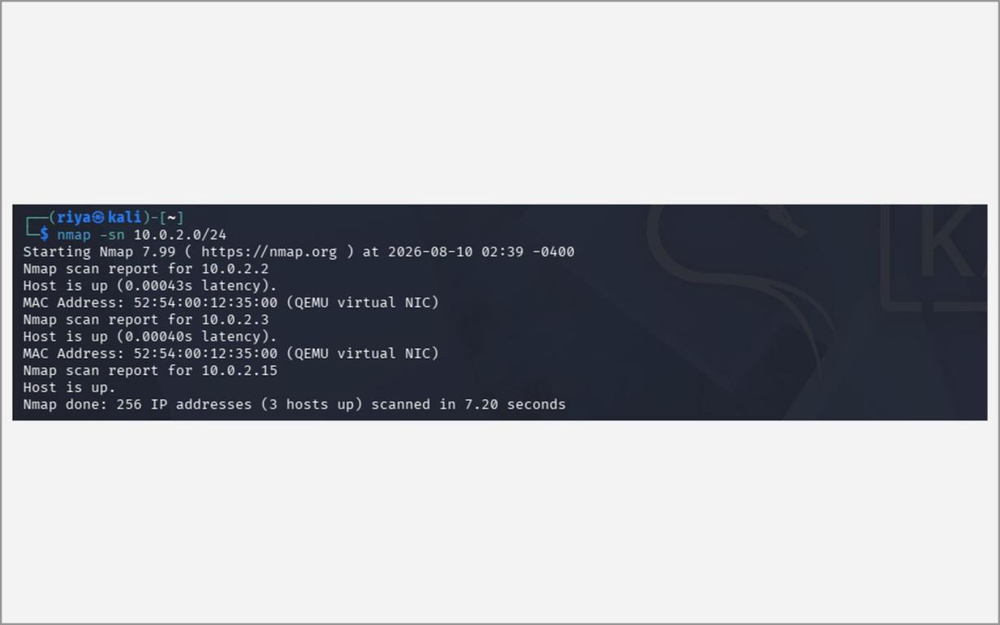 ┌──(riya㉿kali)-[~]
└─$ nmap -sn 10.0.2.0/24
Starting Nmap 7.99 ( https://nmap.org ) at 2026-08-10 02:39 -0400
Nmap scan report for 10.0.2.2
Host is up (0.00043s latency).
MAC Address: 52:54:00:12:35:00 (QEMU virtual NIC)
Nmap scan report for 10.0.2.3
Host is up (0.00040s latency).
MAC Address: 52:54:00:12:35:00 (QEMU virtual NIC)
Nmap scan report for 10.0.2.15
Host is up.
Nmap done: 256 IP addresses (3 hosts up) scanned in 7.20 seconds